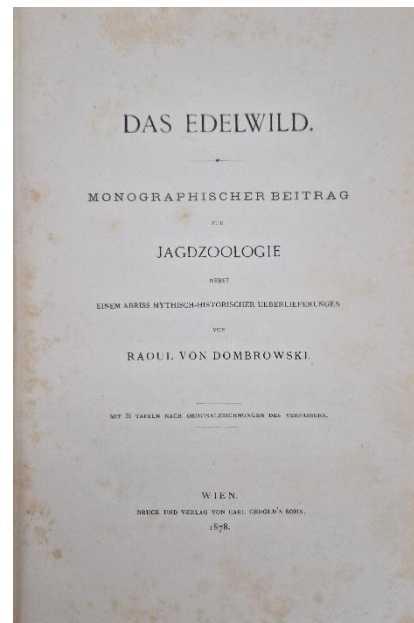 DAS EDELWILD.
MONOGRAPHISCHER BEITRAG
ZUR
JAGDZOOLOGIE
NEBST
EINEM ABRISS MYTHISCH-HISTORISCHER UEBERLIEFERUNGEN
VON
RAOUL VON DOMBROWSKI.
MIT TAFELN NACH ORIGINALZEICHNUNGEN DES VERFASSERS.
WIEN.
DRUCK UND VERLAG VON CARL GEROLD'S SOHN.
1878.